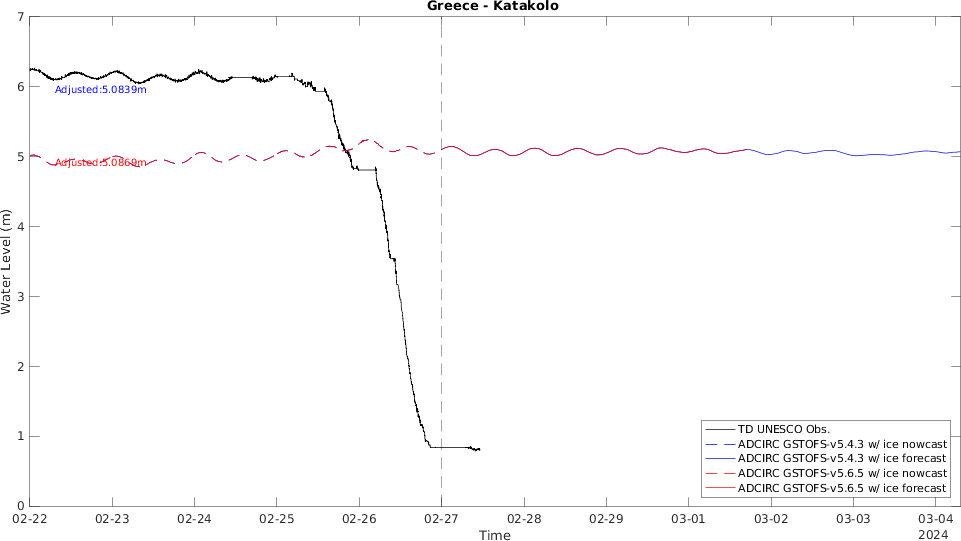 Greece - Katakolo
7
6
5
4
3
2
1
0
Water Level (m)
Adjusted:5.0839m
Adjusted:5.0869m
TD UNESCO Obs.
ADCIRC GSTOFS-v5.4.3 w/ ice nowcast
ADCIRC GSTOFS-v5.4.3 w/ ice forecast
ADCIRC GSTOFS-v5.6.5 w/ ice nowcast
ADCIRC GSTOFS-v5.6.5 w/ ice forecast
02-22 02-23 02-24 02-25 02-26 02-27 02-28 02-29 03-01 03-02 03-03 03-04
2024
Time